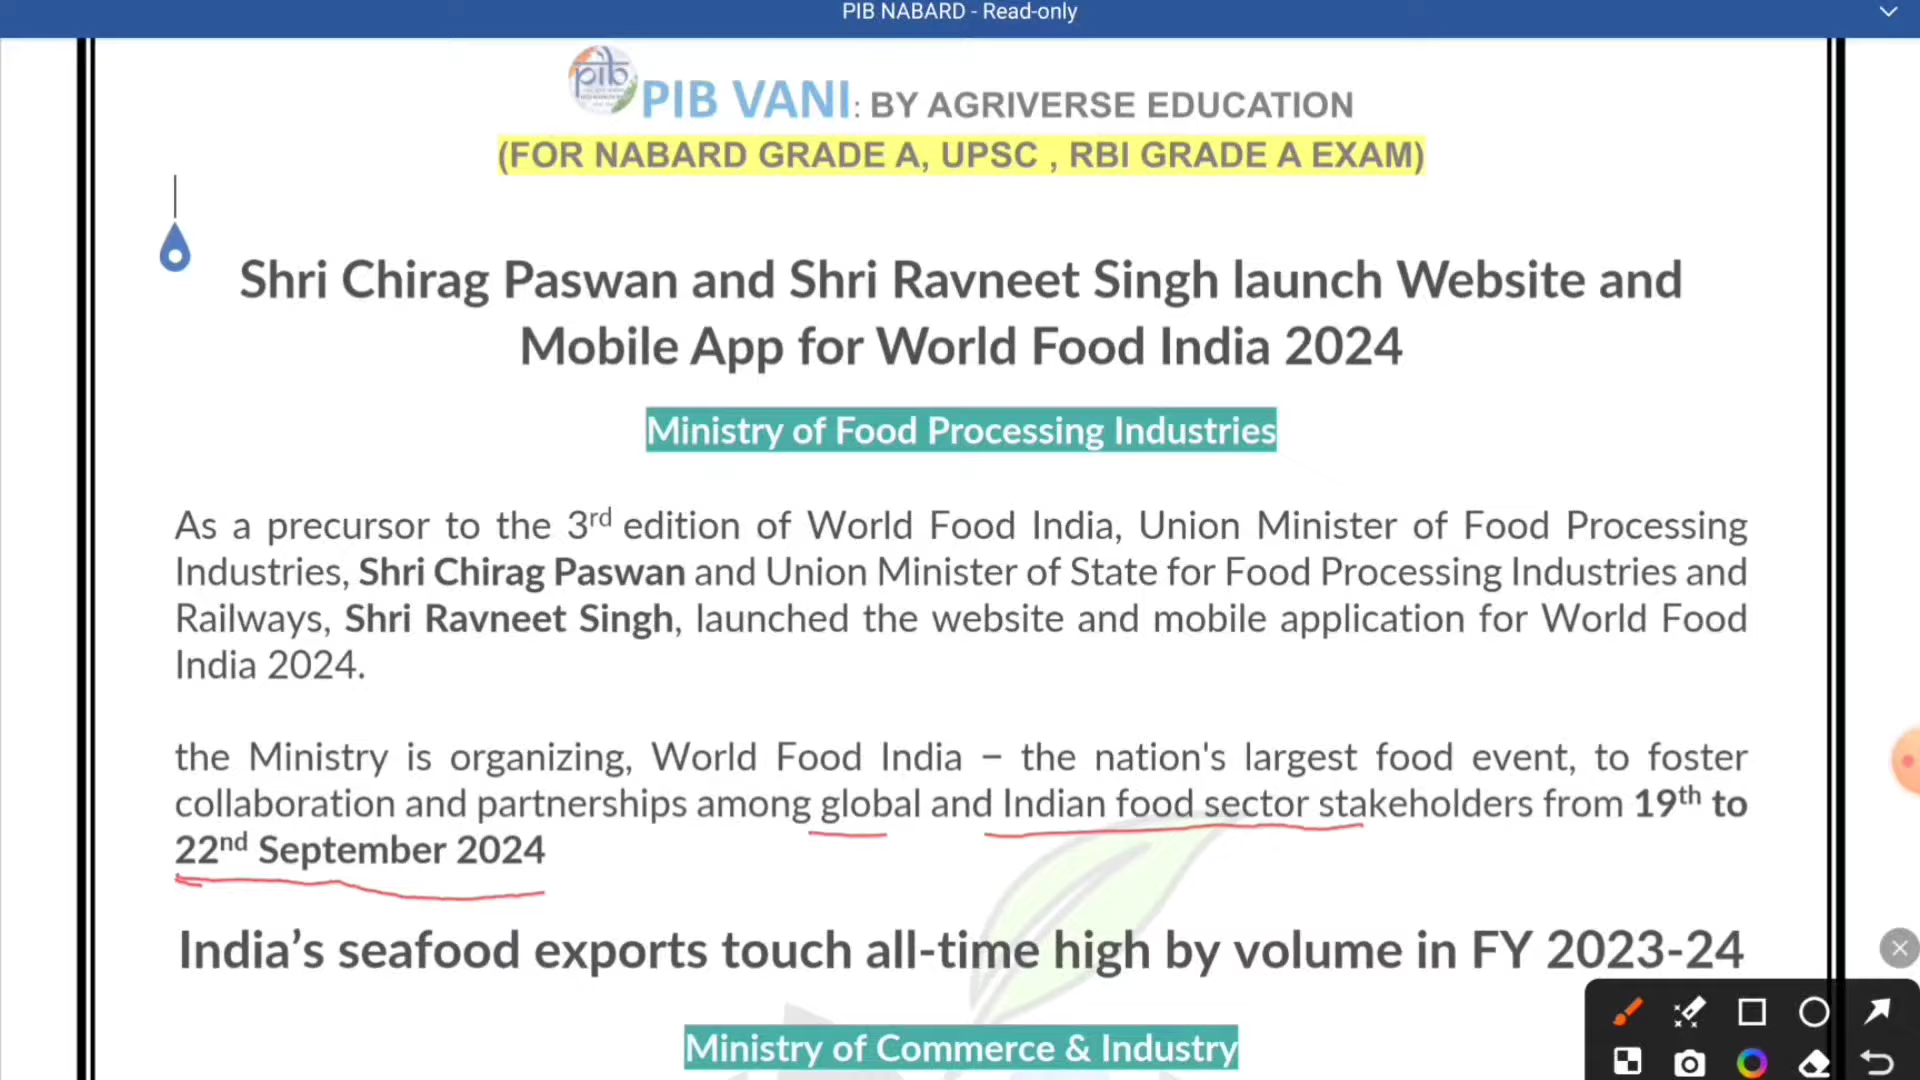 PIB NABARD - Read-only
pib PIB VANI: BY AGRIVERSE EDUCATION
(FOR NABARD GRADE A, UPSC , RBI GRADE A EXAM)
Shri Chirag Paswan and Shri Ravneet Singh launch Website and
Mobile App for World Food India 2024
Ministry of Food Processing Industries
As a precursor to the 3rd edition of World Food India, Union Minister of Food Processing
Industries, Shri Chirag Paswan and Union Minister of State for Food Processing Industries and
Railways, Shri Ravneet Singh, launched the website and mobile application for World Food
India 2024.
the Ministry is organizing, World Food India – the nation's largest food event, to foster
collaboration and partnerships among global and Indian food sector stakeholders from 19th to
22nd September 2024
India’s seafood exports touch all-time high by volume in FY 2023-24
Ministry of Commerce & Industry